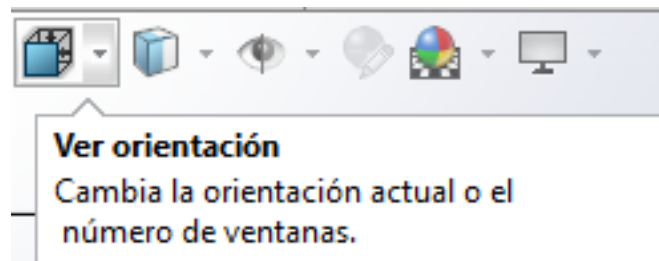 Ver orientación
Cambia la orientación actual o el
número de ventanas.